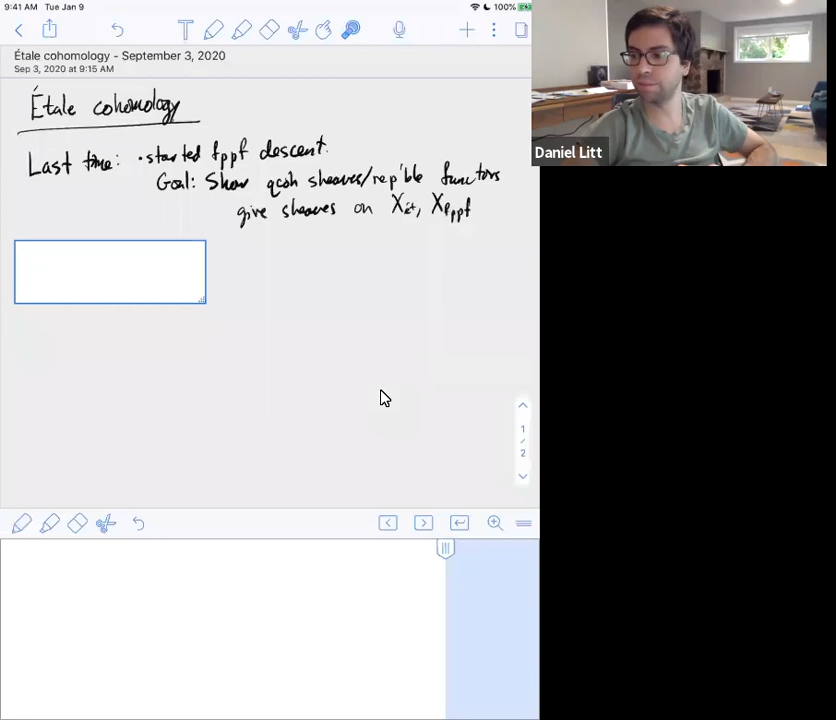 9:41 AM Tue Jan 9
100%
Étale cohomology - September 3, 2020
Sep 3, 2020 at 9:15 AM
Étale cohomology
Last time: · started fppf descent.
Goal: Show qcoh sheaves/rep'ble functors
give sheaves on Xét, Xfppf
1
/
2
Daniel Litt